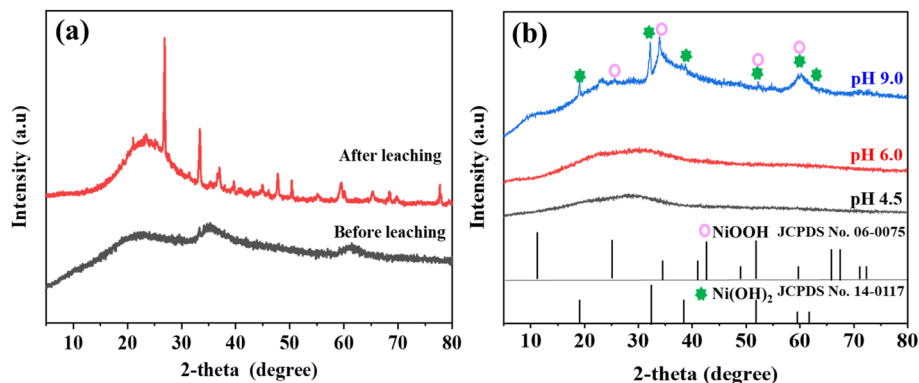 (a)
Intensity (a.u)
After leaching
Before leaching
10 20 30 40 50 60 70 80
2-theta (degree)
(b)
Intensity (a.u)
pH 9.0
pH 6.0
pH 4.5
NiOOH JCPDS No. 06-0075
Ni(OH)₂ JCPDS No. 14-0117
10 20 30 40 50 60 70 80
2-theta (degree)